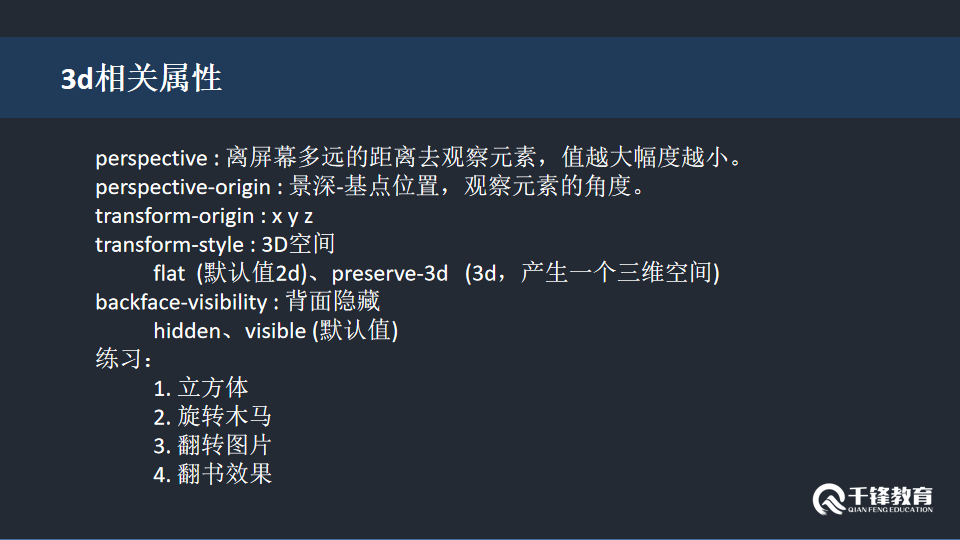 3d相关属性
perspective : 离屏幕多远的距离去观察元素，值越大幅度越小。
perspective-origin : 景深-基点位置，观察元素的角度。
transform-origin : x y z
transform-style : 3D空间
flat (默认值2d)、preserve-3d (3d，产生一个三维空间)
backface-visibility : 背面隐藏
hidden、visible (默认值)
练习：
1. 立方体
2. 旋转木马
3. 翻转图片
4. 翻书效果
千锋教育
QIAN FENG EDUCATION